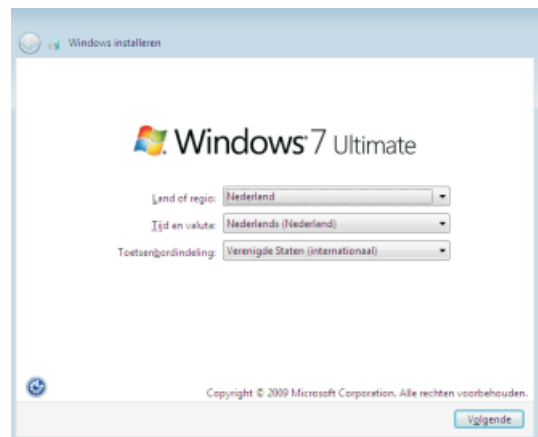 Windows installeren
Windows 7 Ultimate
Land of regio: Nederland
Tijd en valuta: Nederlands (Nederland)
Toetsenbordindeling: Verenigde Staten (internationaal)
Copyright © 2009 Microsoft Corporation. Alle rechten voorbehouden.
Volgende